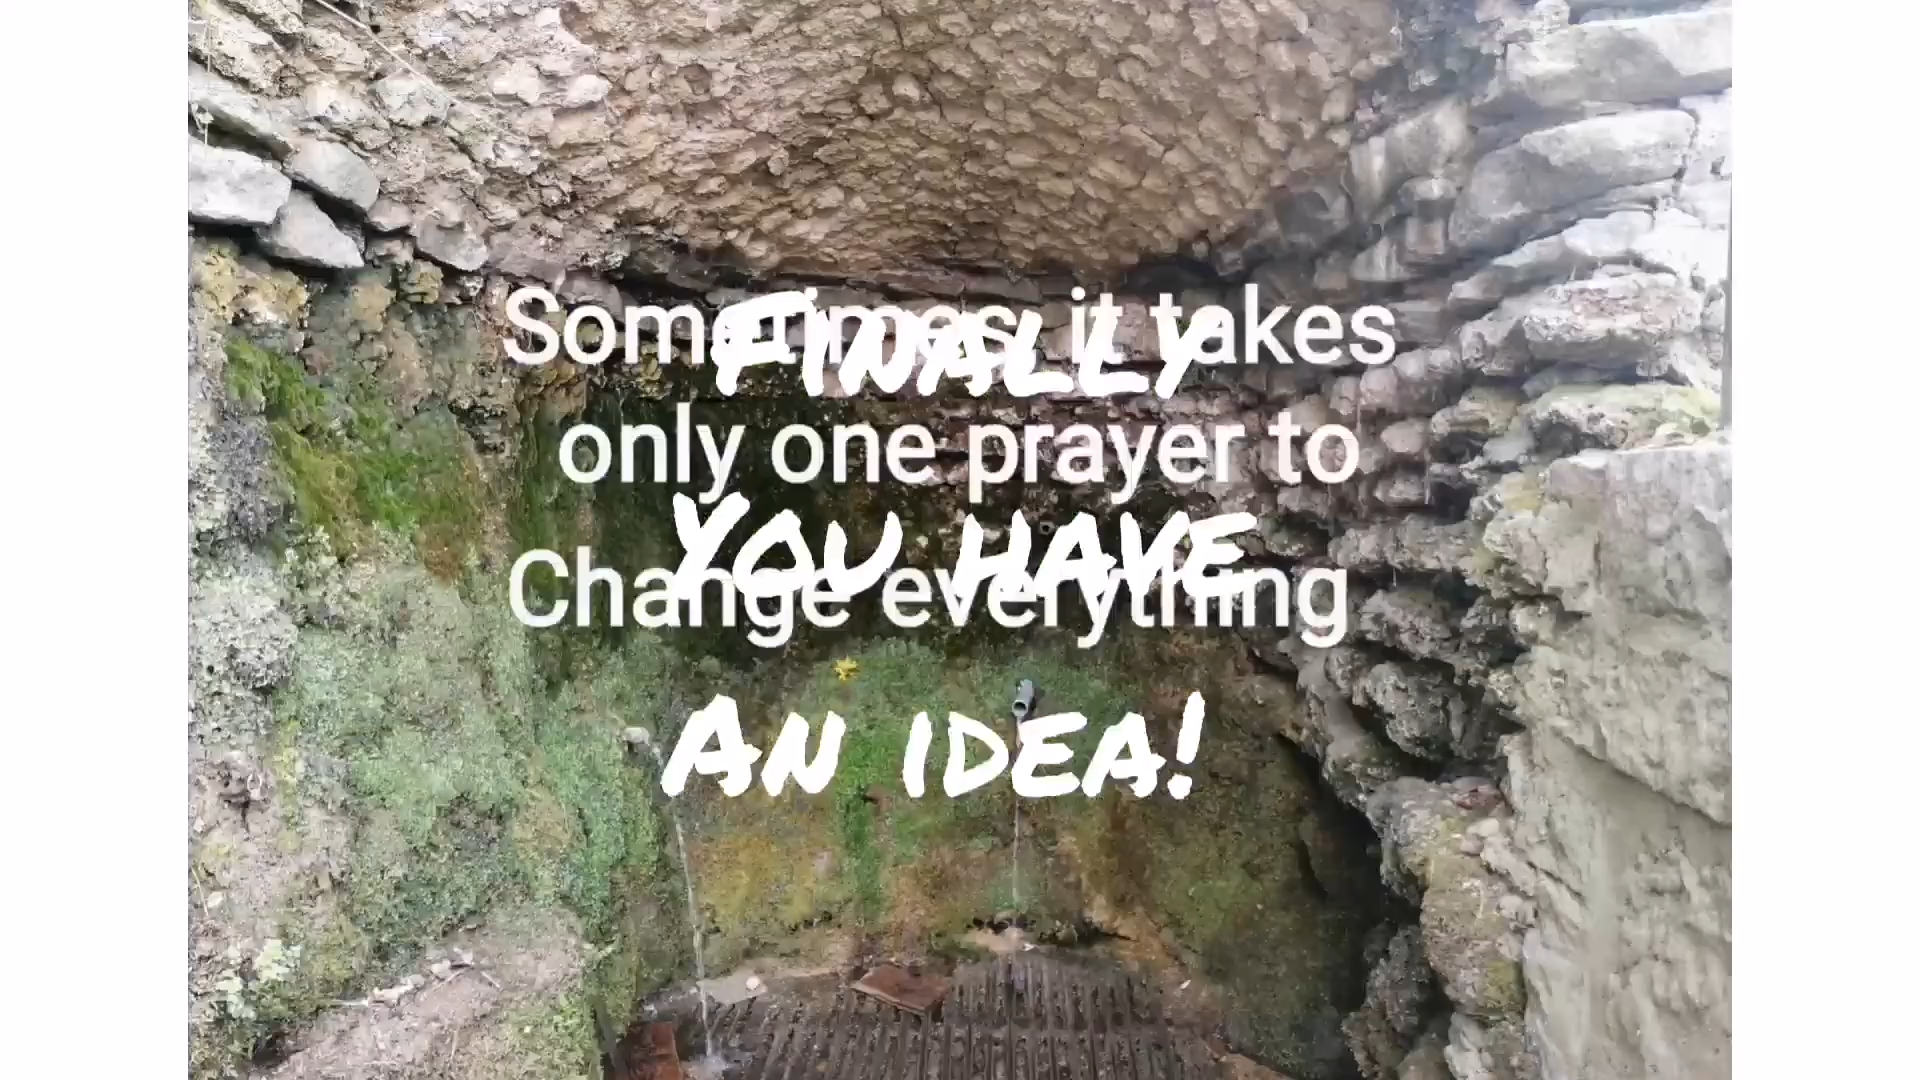 Sometimes, it takes
only one prayer to
Change everything
FINALLY
YOU HAVE
AN IDEA!